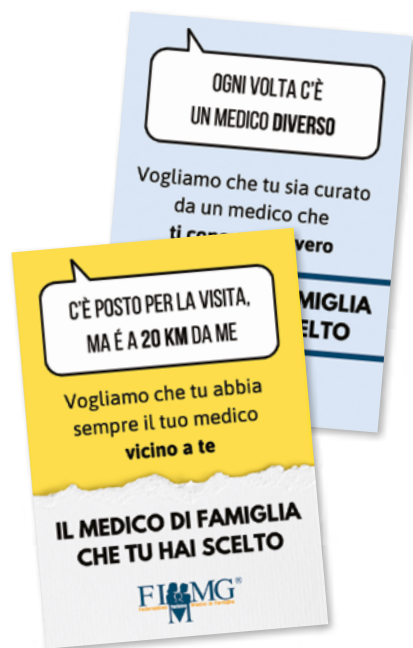 OGNI VOLTA C'È
UN MEDICO DIVERSO
Vogliamo che tu sia curato
da un medico che
ti vero
MIGLIA
ELTO
C'È POSTO PER LA VISITA,
MA É A 20 KM DA ME
Vogliamo che tu abbia
sempre il tuo medico
vicino a te
IL MEDICO DI FAMIGLIA
CHE TU HAI SCELTO
FIMMG®